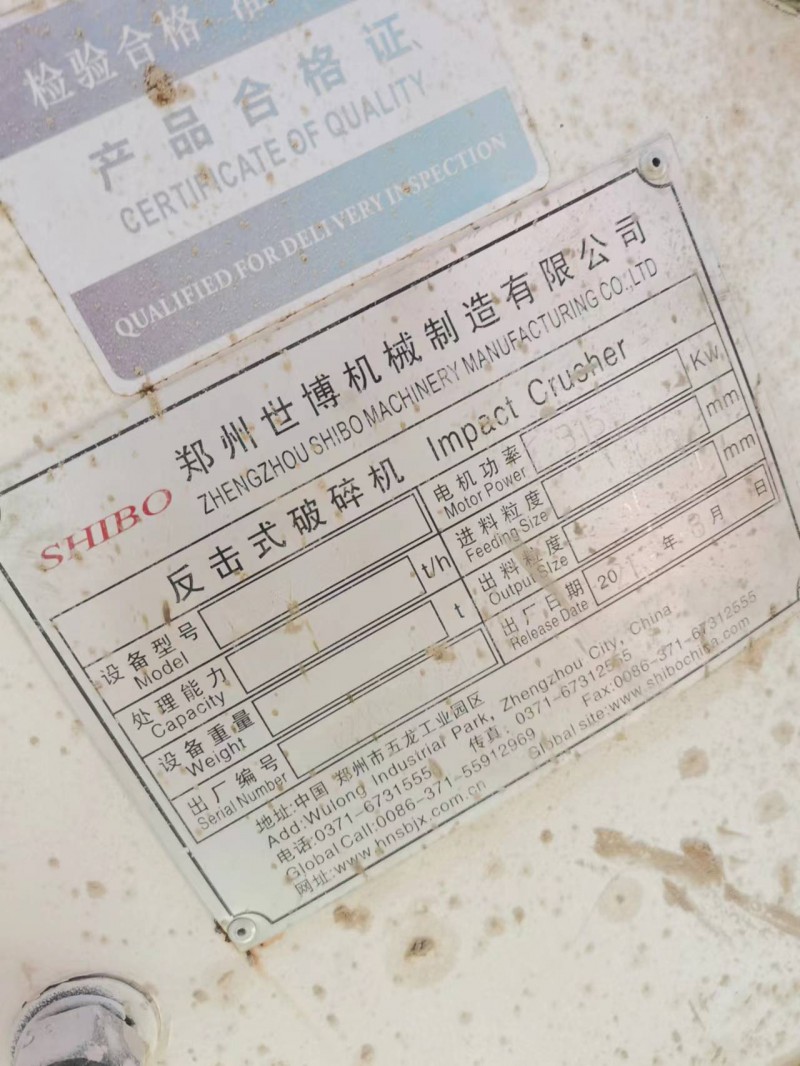 检验合格
产品合格证
CERTIFICATE OF QUALITY
QUALIFIED FOR DELIVERY INSPECTION
SHIBO 郑州世博机械制造有限公司
ZHENGZHOU SHIBO MACHINERY MANUFACTURING CO.,LTD
反击式破碎机 Impact Crusher
设备型号 电机功率 315 Kw
Model Motor Power
处理能力 t/h 进料粒度 mm
Capacity Feeding Size
设备重量 t 出料粒度 mm
Weight Output Size
出厂编号 出厂日期 20 年 8 月 日
Serial Number Release Date
地址:中国 郑州市五龙工业园区
Add:Wulong Industrial Park, Zhengzhou City, China
电话:0371-6731555 传真: 0371-67312555
Global Call:0086-371-55912969 Fax:0086-371-67312555
网址:www.hnsbjx.com.cn Global site:www.shibochina.com